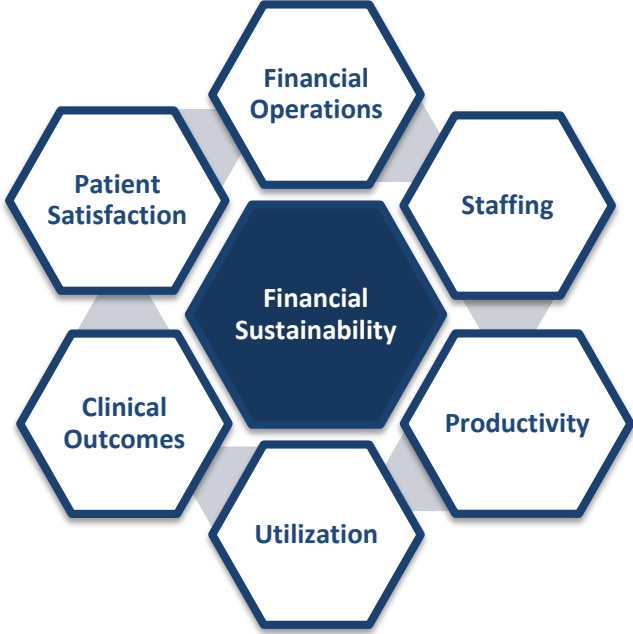 Financial
Operations
Patient
Satisfaction
Staffing
Financial
Sustainability
Clinical
Outcomes
Productivity
Utilization